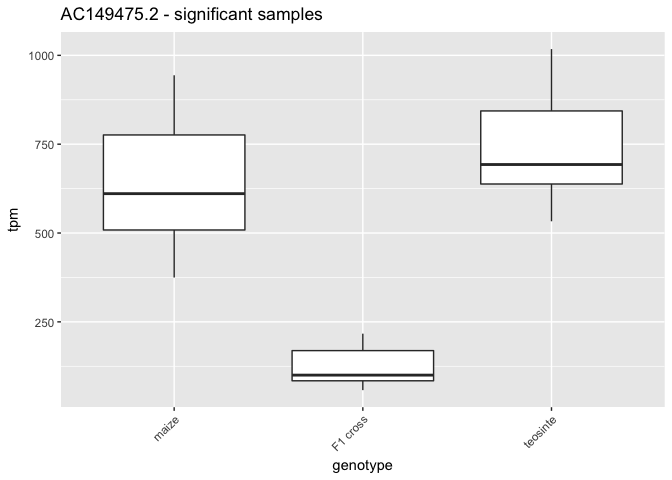 AC149475.2 - significant samples
1000
750
500
250
tpm
maize
F1 cross
teosinte
genotype